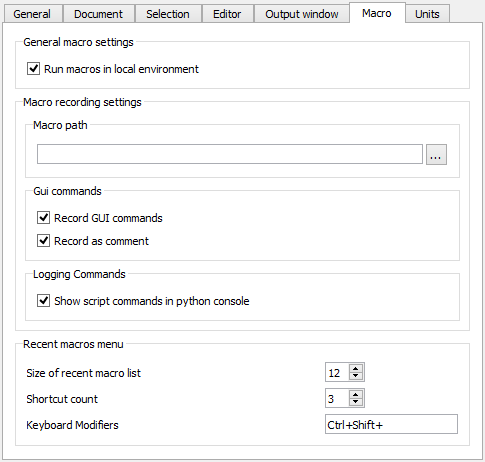 General Document Selection Editor Output window Macro Units
General macro settings
Run macros in local environment
Macro recording settings
Macro path
...
Gui commands
Record GUI commands
Record as comment
Logging Commands
Show script commands in python console
Recent macros menu
Size of recent macro list 12
Shortcut count 3
Keyboard Modifiers Ctrl+Shift+